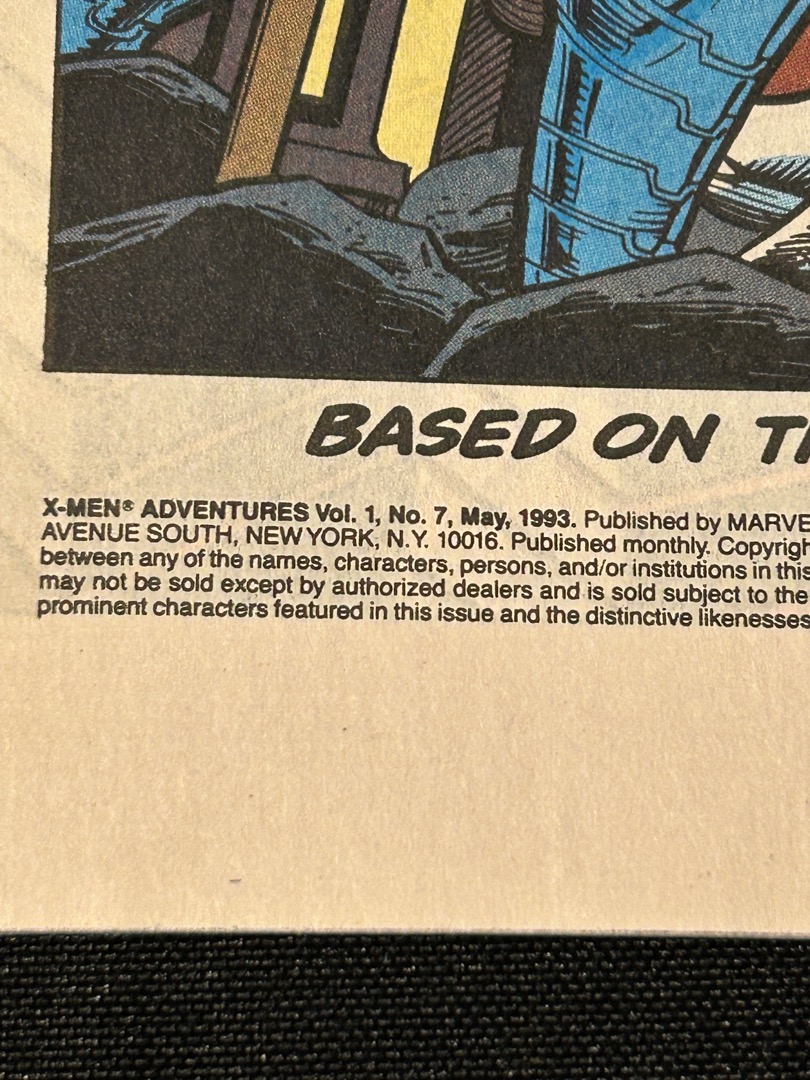 BASED ON
X-MEN® ADVENTURES Vol. 1, No. 7, May, 1993. Published by
AVENUE SOUTH, NEW YORK, N.Y. 10016. Published monthly.
between any of the names, characters, persons, and/or institutions in this
may not be sold except by authorized dealers and is sold subject to the
prominent characters featured in this issue and the distinctive likenesses